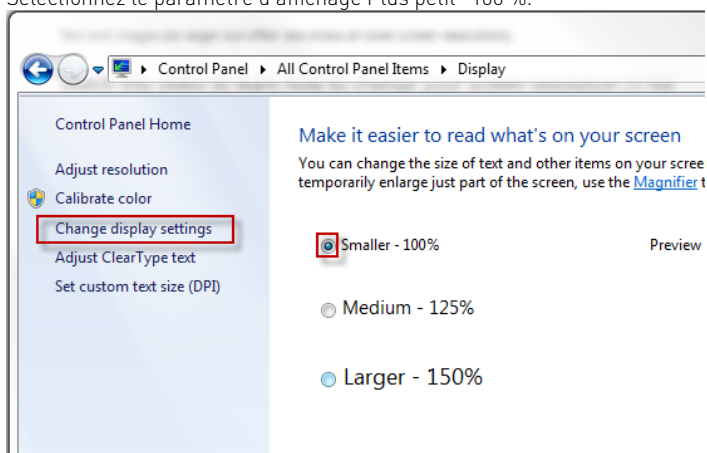 Sélectionnez le paramètre d'affichage Plus petit - 100 %.
Control Panel ▸ All Control Panel Items ▸ Display
Control Panel Home
Adjust resolution
Calibrate color
Change display settings
Adjust ClearType text
Set custom text size (DPI)
Make it easier to read what's on your screen
You can change the size of text and other items on your scree
temporarily enlarge just part of the screen, use the Magnifier t
Smaller - 100%
Preview
Medium - 125%
Larger - 150%